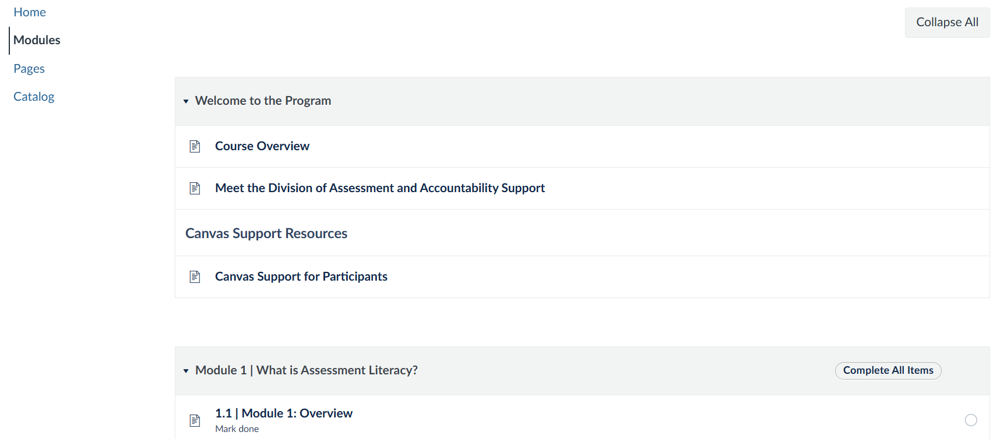 Home
Modules
Pages
Catalog
Collapse All
Welcome to the Program
Course Overview
Meet the Division of Assessment and Accountability Support
Canvas Support Resources
Canvas Support for Participants
Module 1 | What is Assessment Literacy?
Complete All Items
1.1 | Module 1: Overview
Mark done